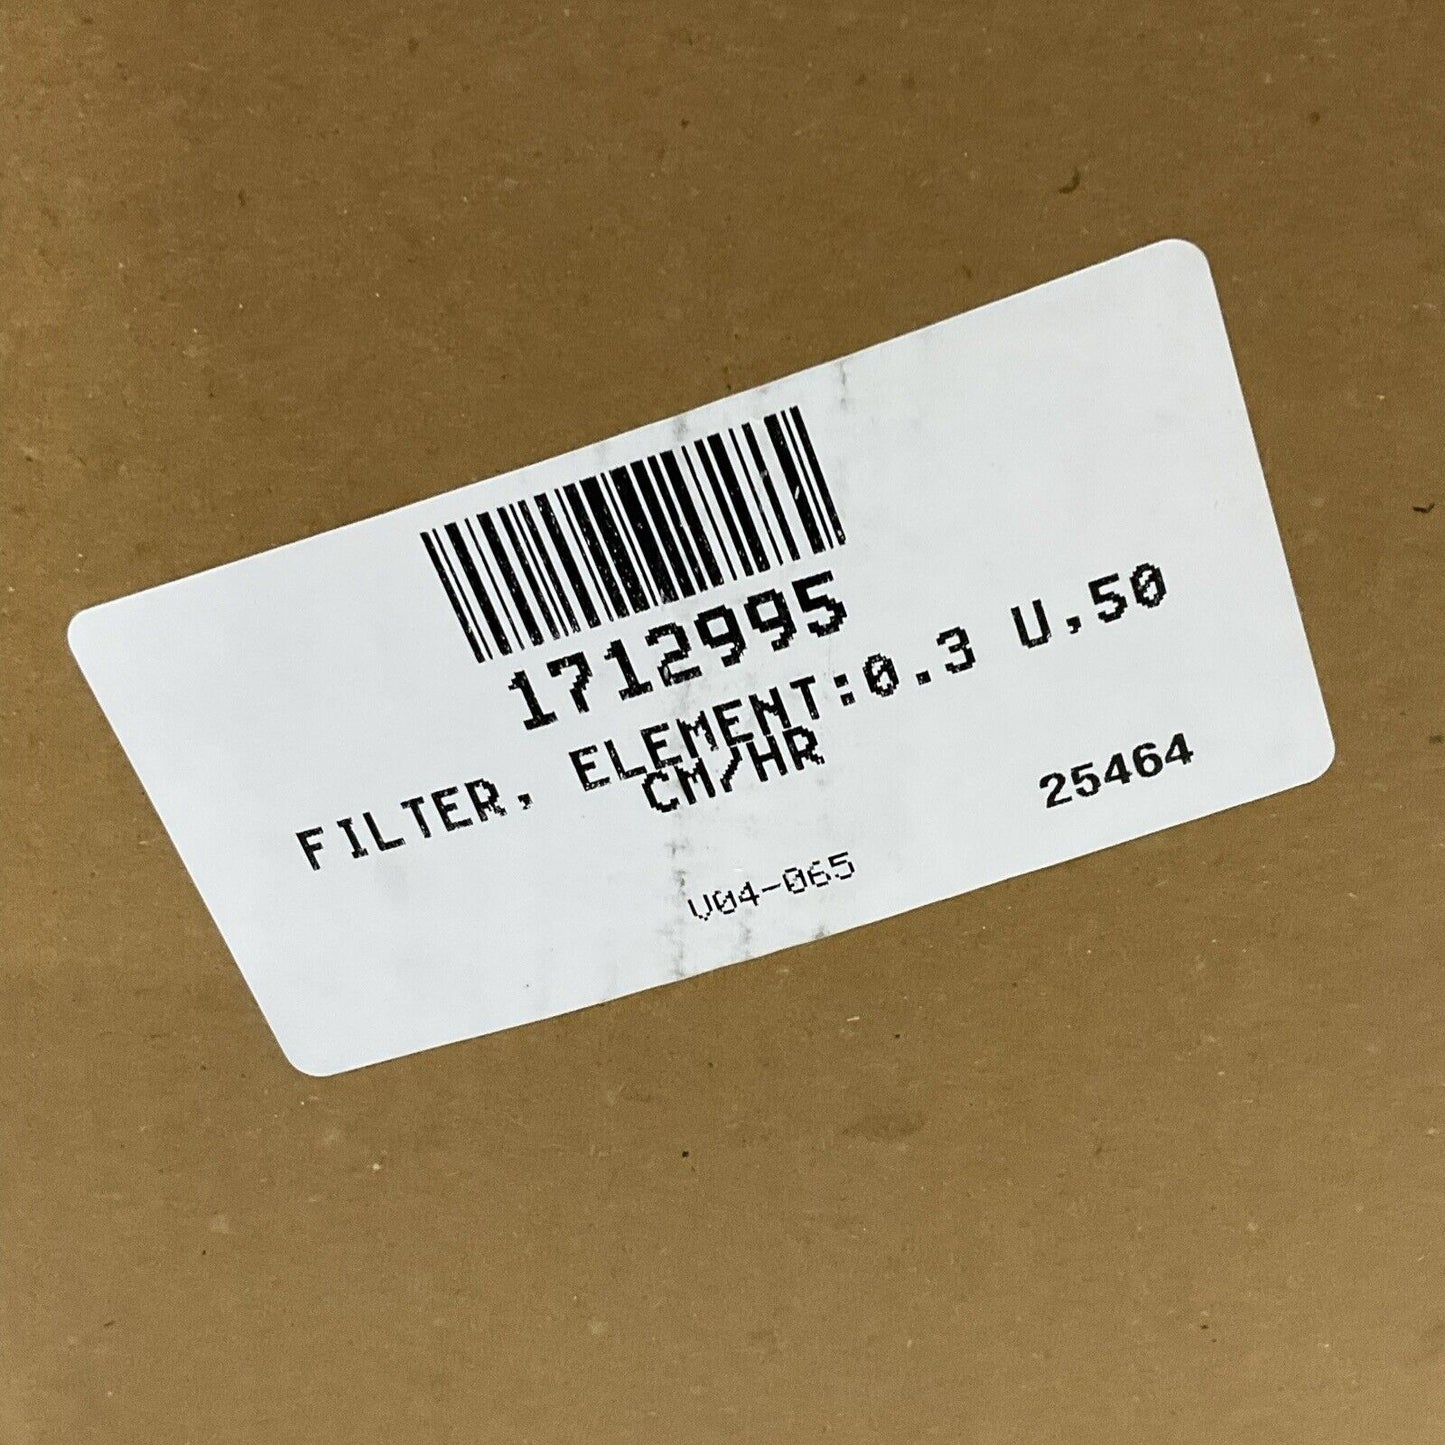 1712995
FILTER, ELEMENT:0.3 U,50
CM/HR
25464
V04-065